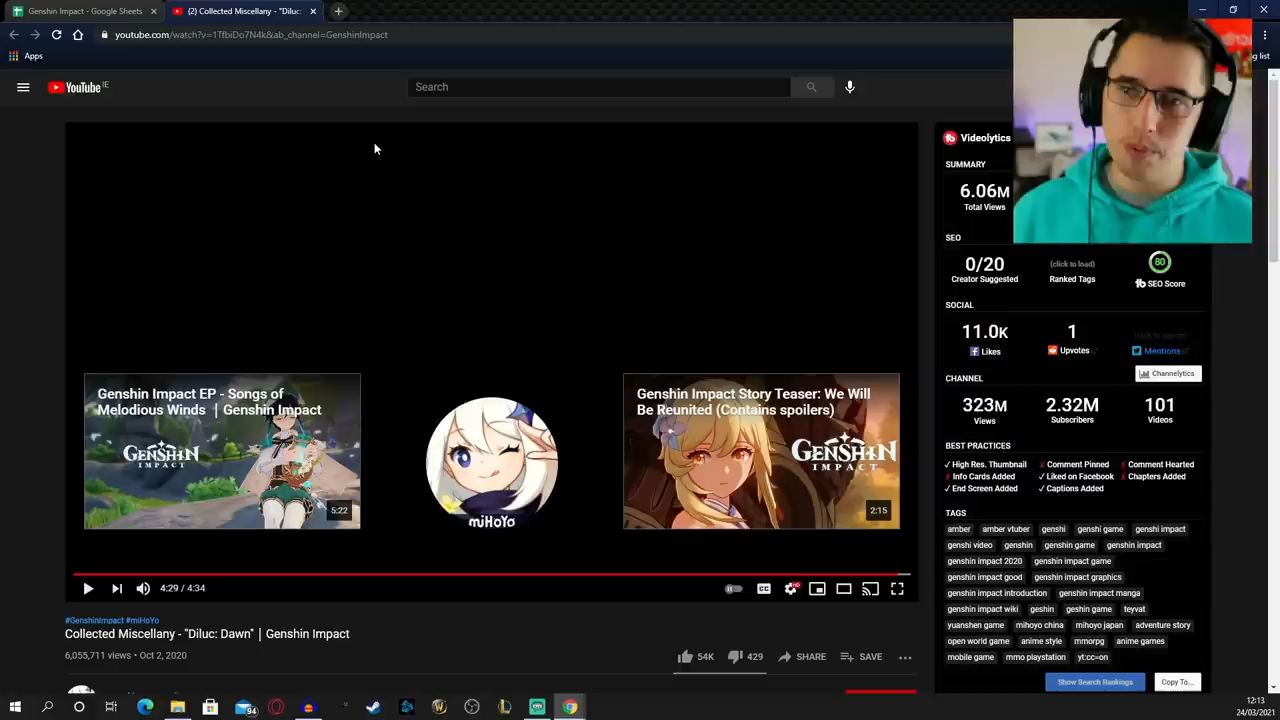 Genshin Impact - Google Sheets
(2) Collected Miscellany - "Diluc:
youtube.com/watch?v=1TfbiDo7N4k&ab_channel=GenshinImpact
Apps
YouTube IE
Search
Genshin Impact EP - Songs of
Melodious Winds | Genshin Impact
GENSHIN
IMPACT
5:22
miHoYo
Genshin Impact Story Teaser: We Will
Be Reunited (Contains spoilers)
GENSHIN
IMPACT
2:15
4:29 / 4:34
CC
HD
#GenshinImpact #miHoYo
Collected Miscellany - "Diluc: Dawn" | Genshin Impact
6,055,711 views • Oct 2, 2020
54K
429
SHARE
SAVE
Videolytics
SUMMARY
6.06M
Total Views
SEO
0/20
Creator Suggested
(click to load)
Ranked Tags
80
SEO Score
SOCIAL
11.0K
Likes
1
Upvotes
Mentions
CHANNEL
Channelytics
323M
Views
2.32M
Subscribers
101
Videos
BEST PRACTICES
High Res. Thumbnail
Comment Pinned
Comment Hearted
Info Cards Added
Liked on Facebook
Chapters Added
End Screen Added
Captions Added
TAGS
amber amber vtuber genshi genshi game genshi impact
genshi video genshin genshin game genshin impact
genshin impact 2020 genshin impact game
genshin impact good genshin impact graphics
genshin impact introduction genshin impact manga
genshin impact wiki geshin geshin game teyvat
yuanshen game mihoyo china mihoyo japan adventure story
open world game anime style mmorpg anime games
mobile game mmo playstation yt:cc=on
Show Search Rankings
Copy To...
94
12:13
24/03/2021